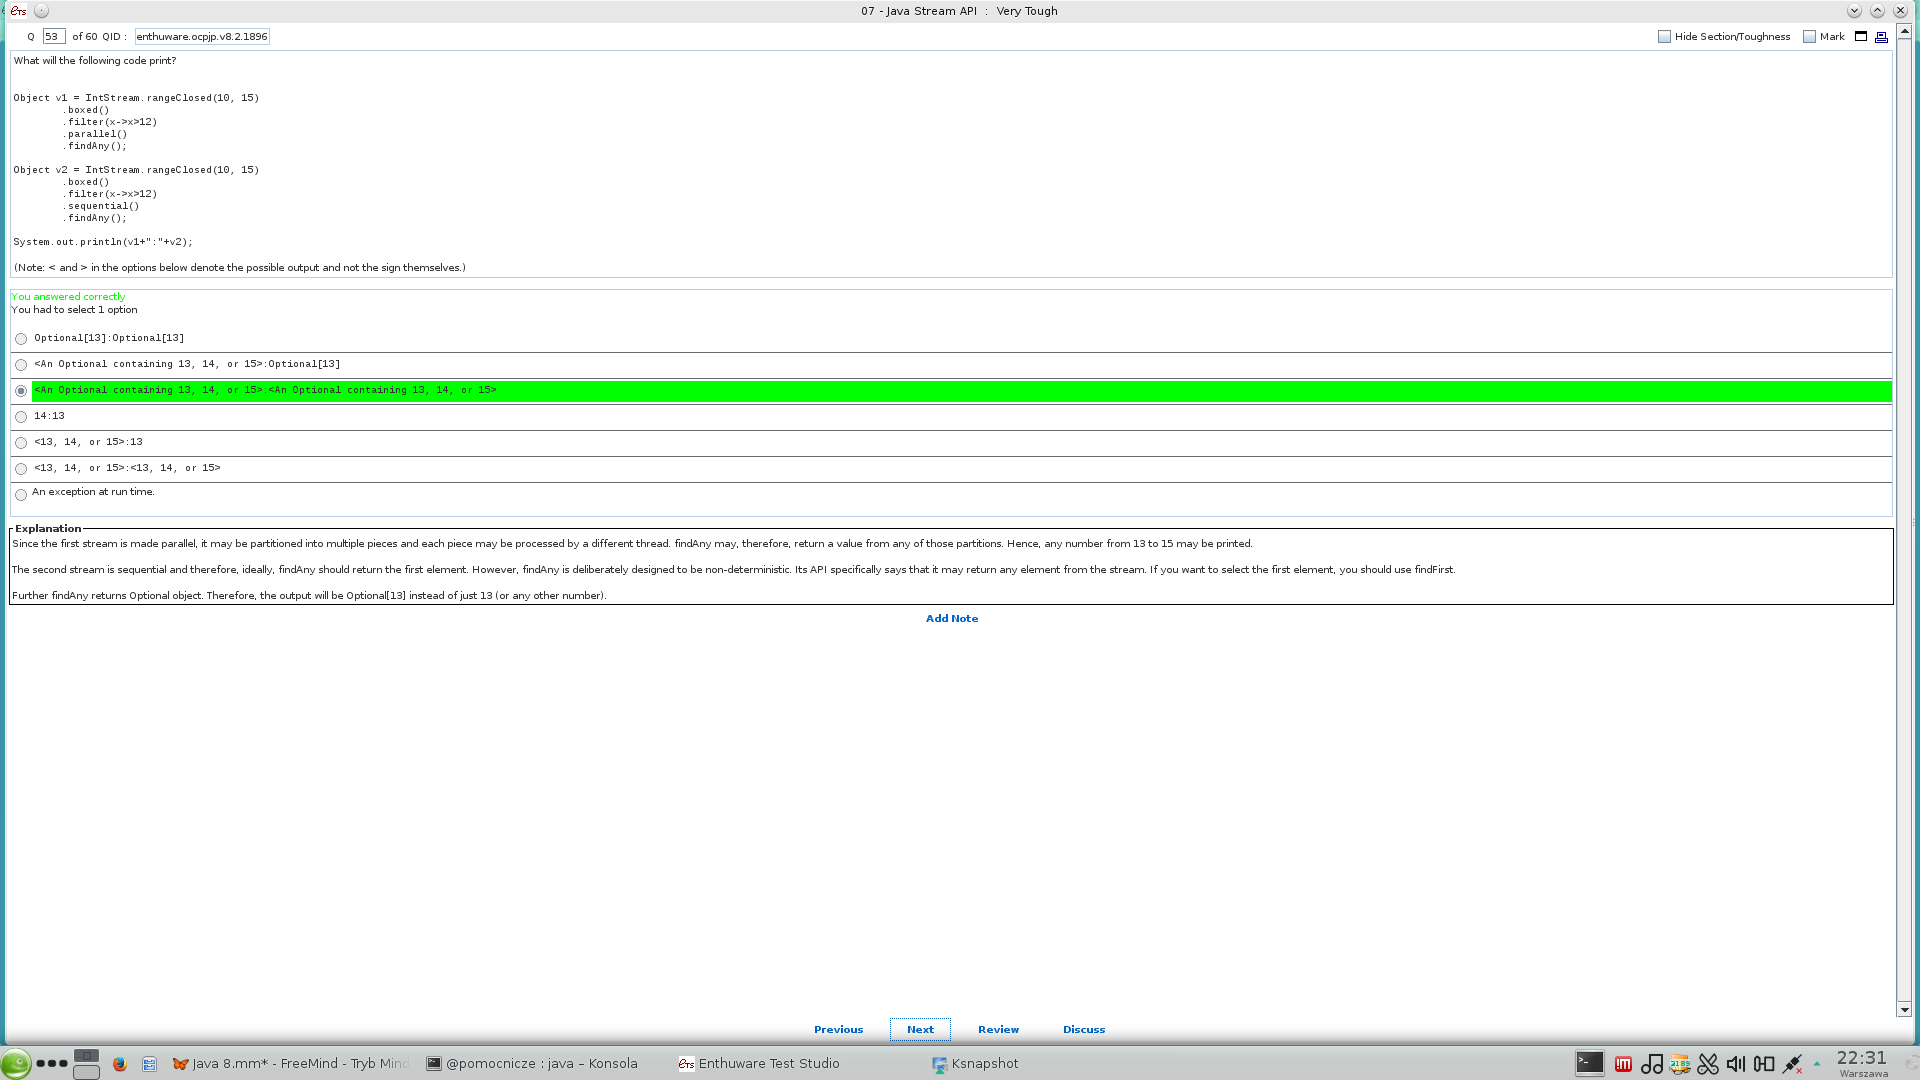 ets
07 - Java Stream API : Very Tough
Q 53 of 60 QID : enthuware.ocpjp.v8.2.1896
Hide Section/Toughness Mark
What will the following code print?
Object v1 = IntStream.rangeClosed(10, 15)
.boxed()
.filter(x->x>12)
.parallel()
.findAny();
Object v2 = IntStream.rangeClosed(10, 15)
.boxed()
.filter(x->x>12)
.sequential()
.findAny();
System.out.println(v1+":"+v2);
(Note: < and > in the options below denote the possible output and not the sign themselves.)
You answered correctly
You had to select 1 option
Optional[13]:Optional[13]
<An Optional containing 13, 14, or 15>:Optional[13]
<An Optional containing 13, 14, or 15>:<An Optional containing 13, 14, or 15>
14:13
<13, 14, or 15>:13
<13, 14, or 15>:<13, 14, or 15>
An exception at run time.
Explanation
Since the first stream is made parallel, it may be partitioned into multiple pieces and each piece may be processed by a different thread. findAny may, therefore, return a value from any of those partitions. Hence, any number from 13 to 15 may be printed.
The second stream is sequential and therefore, ideally, findAny should return the first element. However, findAny is deliberately designed to be non-deterministic. Its API specifically says that it may return any element from the stream. If you want to select the first element, you should use findFirst.
Further findAny returns Optional object. Therefore, the output will be Optional[13] instead of just 13 (or any other number).
Add Note
Previous Next Review Discuss
Java 8.mm* - FreeMind - Tryb Mind @pomocnicze : java – Konsola ets Enthuware Test Studio Ksnapshot 22:31
Warszawa